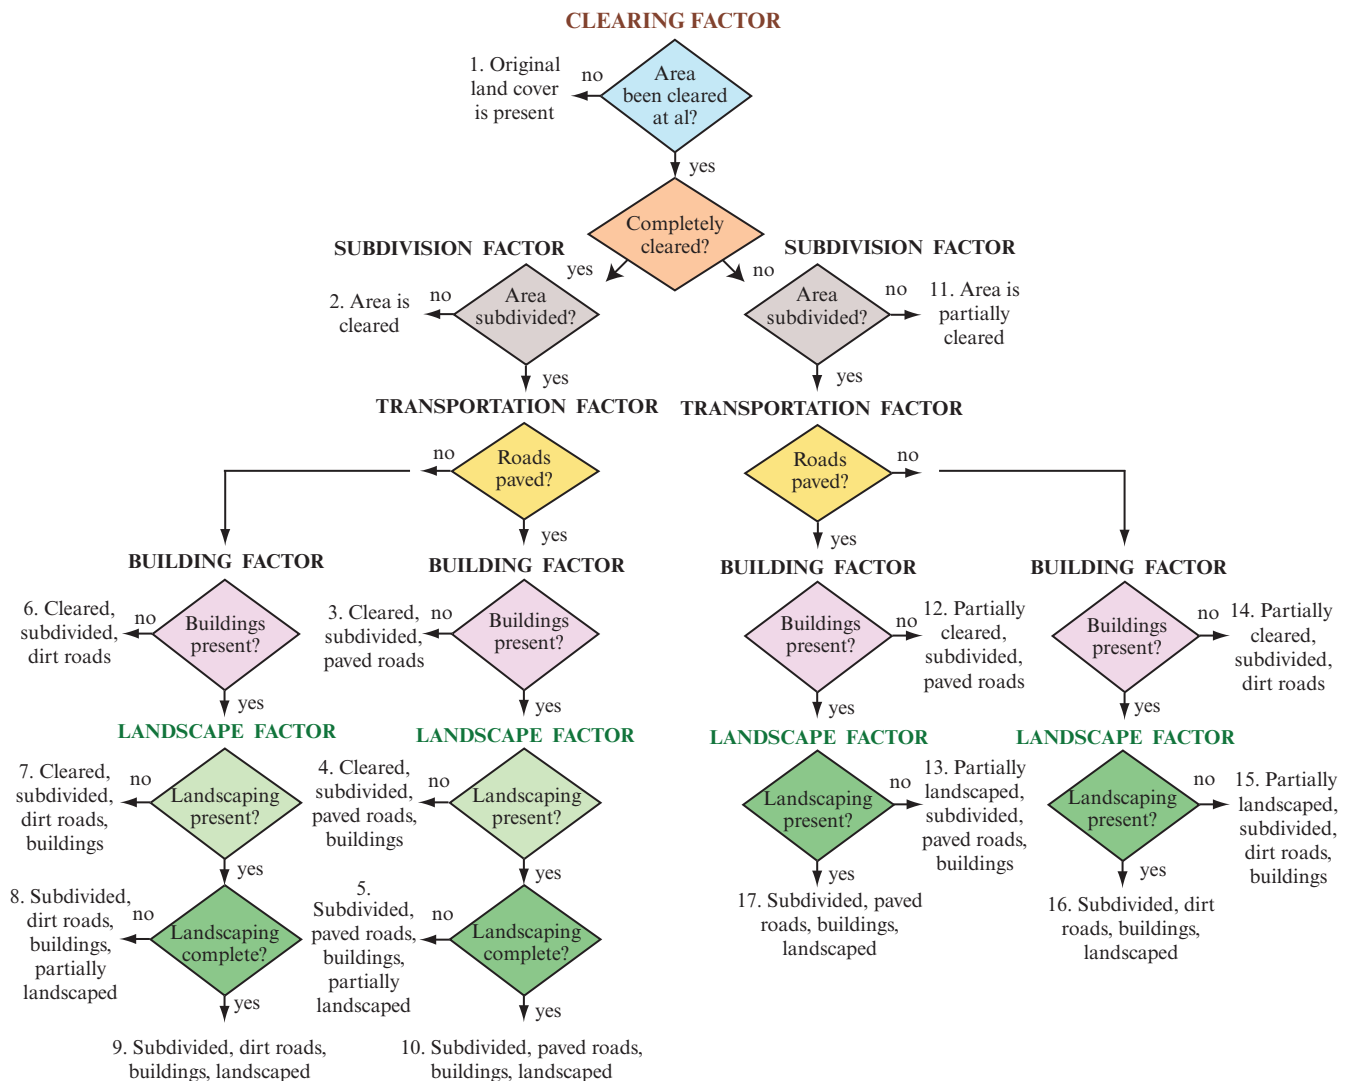 CLEARING FACTOR
1. Original
land cover
is present
no
Area
been cleared
at al?
yes
Completely
cleared?
yes
no
SUBDIVISION FACTOR
2. Area is
cleared
no
Area
subdivided?
yes
SUBDIVISION FACTOR
Area
subdivided?
no
11. Area is
partially
cleared
yes
TRANSPORTATION FACTOR
no
Roads
paved?
yes
TRANSPORTATION FACTOR
Roads
paved?
no
yes
BUILDING FACTOR
6. Cleared,
subdivided,
dirt roads
no
Buildings
present?
yes
BUILDING FACTOR
3. Cleared,
subdivided,
paved roads
no
Buildings
present?
yes
BUILDING FACTOR
Buildings
present?
no
12. Partially
cleared,
subdivided,
paved roads
yes
BUILDING FACTOR
Buildings
present?
no
14. Partially
cleared,
subdivided,
dirt roads
yes
LANDSCAPE FACTOR
7. Cleared,
subdivided,
dirt roads,
buildings
no
Landscaping
present?
yes
LANDSCAPE FACTOR
4. Cleared,
subdivided,
paved roads,
buildings
no
Landscaping
present?
yes
LANDSCAPE FACTOR
Landscaping
present?
no
13. Partially
landscaped,
subdivided,
paved roads,
buildings
yes
17. Subdivided, paved
roads, buildings,
landscaped
LANDSCAPE FACTOR
Landscaping
present?
no
15. Partially
landscaped,
subdivided,
dirt roads,
buildings
yes
16. Subdivided, dirt
roads, buildings,
landscaped
8. Subdivided,
dirt roads,
buildings,
partially
landscaped
no
Landscaping
complete?
yes
9. Subdivided, dirt roads,
buildings, landscaped
5.
Subdivided,
paved roads,
buildings,
partially
landscaped
no
Landscaping
complete?
yes
10. Subdivided, paved roads,
buildings, landscaped